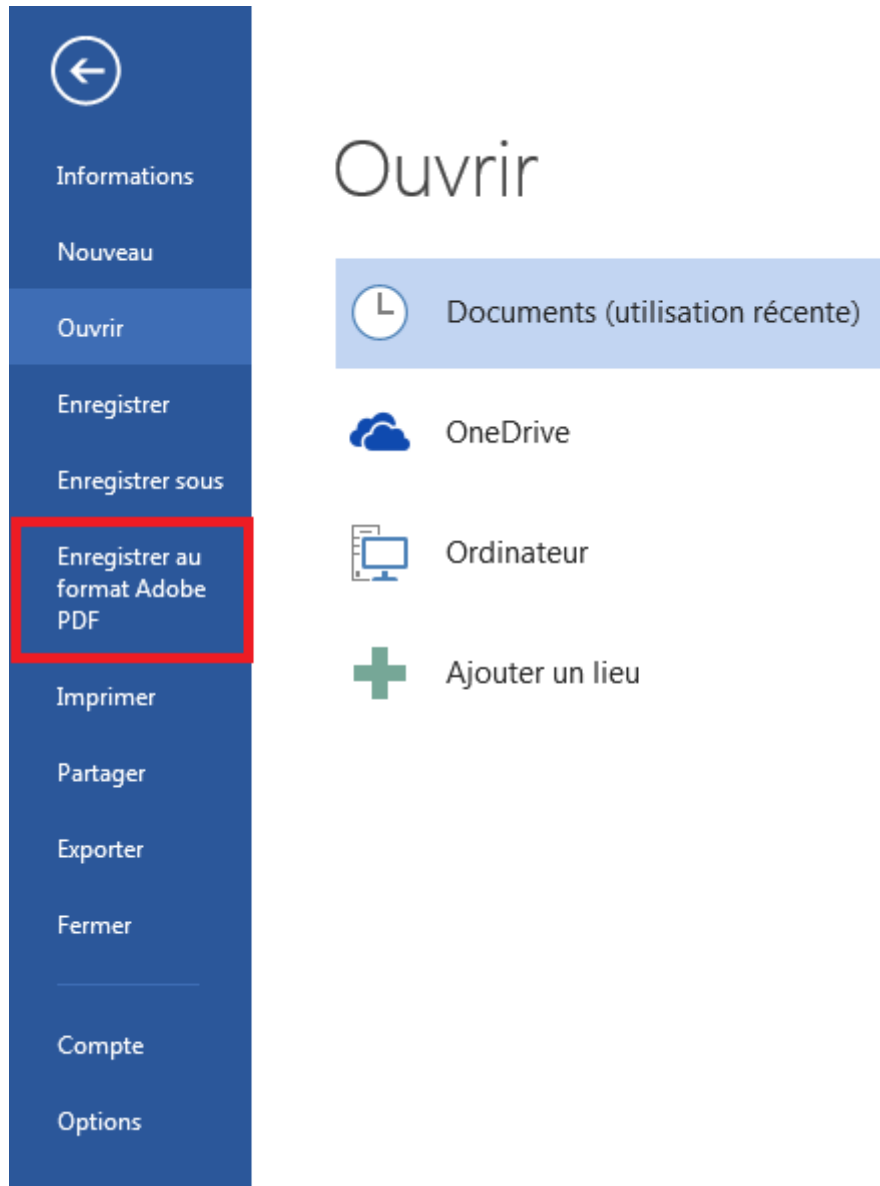 Informations
Nouveau
Ouvrir
Enregistrer
Enregistrer sous
Enregistrer au
format Adobe
PDF
Imprimer
Partager
Exporter
Fermer
Compte
Options
Ouvrir
Documents (utilisation récente)
OneDrive
Ordinateur
Ajouter un lieu